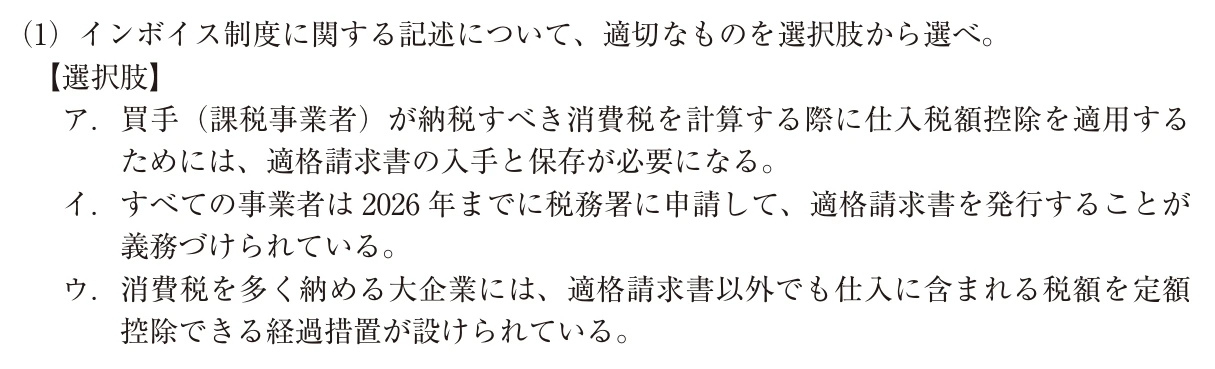 (1) インボイス制度に関する記述について、適切なものを選択肢から選べ。
【選択肢】
ア．買手（課税事業者）が納税すべき消費税を計算する際に仕入税額控除を適用する
ためには、適格請求書の入手と保存が必要になる。
イ．すべての事業者は 2026 年までに税務署に申請して、適格請求書を発行することが
義務づけられている。
ウ．消費税を多く納める大企業には、適格請求書以外でも仕入に含まれる税額を定額
控除できる経過措置が設けられている。